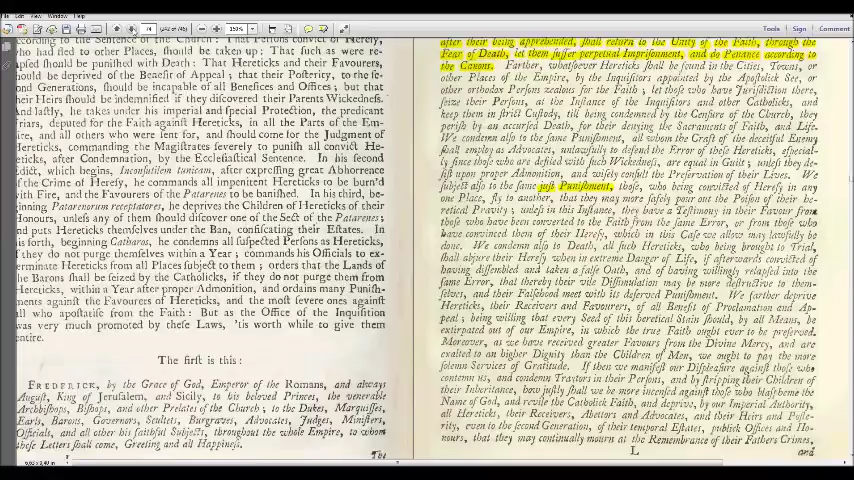 Edit View Window Help
74 (242 of 745)
150%
Tools Sign Comment
according to the Sentence of the Church: That Persons convict of Heresy,
who had fled to other Places, should be taken up: That such as were re-
lapsed should be punished with Death: That Hereticks and their Favourers,
should be deprived of the Benefit of Appeal; that their Posterity, to the se-
cond Generations, should be incapable of all Benefices and Offices; but that
their Heirs should be indemnified if they discovered their Parents Wickedness.
And lastly, he takes under his imperial and special Protection, the predicant
Friars, deputed for the Faith against Hereticks, in all the Parts of the Em-
pire, and all others who were sent for, and should come for the Judgment of
Hereticks, commanding the Magistrates severely to punish all convict He-
reticks, after Condemnation, by the Ecclesiastical Sentence. In his second
Edict, which begins, Inconsutilem tunicam, after expressing great Abhorrence
of the Crime of Heresy, he commands all impenitent Hereticks to be burn'd
with Fire, and the Favourers of the Patarenes to be banished. In his third, be-
ginning Patarenorum receptatores, he deprives the Children of Hereticks of their
Honours, unless any of them should discover one of the Sect of the Patarenes;
and puts Hereticks themselves under the Ban, confiscating their Estates. In
his forth, beginning Catharos, he condemns all suspected Persons as Hereticks,
if they do not purge themselves within a Year; commands his Officials to ex-
terminate Hereticks from all Places subject to them; orders that the Lands of
the Barons shall be seized by the Catholicks, if they do not purge them from
Hereticks, within a Year after proper Admonition, and ordains many Punish-
ments against the Favourers of Hereticks, and the most severe ones against
all who apostatise from the Faith: But as the Office of the Inquisition
was very much promoted by these Laws, 'tis worth while to give them
entire.
The first is this:
FREDERICK, by the Grace of God, Emperor of the Romans, and always
August, King of Jerusalem, and Sicily, to his beloved Princes, the venerable
Archbishops, Bishops, and other Prelates of the Church; to the Dukes, Marquisses,
Earls, Barons, Governors, Scultets, Burgraves, Advocates, Judges, Ministers,
Officials, and all other his faithful Subjects, throughout the whole Empire, to whom
these Letters shall come, Greeting and all Happiness.
The
after their being apprehended, shall return to the Unity of the Faith, through the
Fear of Death, let them suffer perpetual Imprisonment, and do Penance according to
the Canons. Farther, whatsoever Hereticks shall be found in the Cities, Towns,
other Places of the Empire, by the Inquisitors appointed by the Apostolick See, or
other orthodox Persons zealous for the Faith; let those who have Jurisdiction there,
seize their Persons, at the Instance of the Inquisitors and other Catholicks, and
keep them in strict Custody, till being condemned by the Censure of the Church, they
perish by an accursed Death, for their denying the Sacraments of Faith, and Life.
We condemn also to the same Punishment, all whom the Craft of the deceitful Enemy
shall employ as Advocates, unlawfully to defend the Error of these Hereticks, especial-
ly since those who are defiled with such Wickedness, are equal in Guilt; unless they de-
sist upon proper Admonition, and wisely consult the Preservation of their Lives. We
subject also to the same just Punishment, those, who being convicted of Heresy in any
one Place, fly to another, that they may more safely pour out the Poison of their he-
retical Pravity; unless in this Instance, they have a Testimony in their Favour from
those who have been converted to the Faith from the same Error, or from those who
have convinced them of their Heresy, which in this Case we allow may lawfully be
done. We condemn also to Death, all such Hereticks, who being brought to Trial,
shall abjure their Heresy when in extreme Danger of Life, if afterwards convicted of
having dissembled and taken a false Oath, and of having willingly relapsed into the
same Error, that thereby their vile Dissimulation may be more destructive to them-
selves, and their Falsehood meet with its deserved Punishment. We farther deprive
Hereticks, their Receivers and Favourers, of all Benefit of Proclamation and Ap-
peal; being willing that every Seed of this heretical Stain should, by all Means, be
extirpated out of our Empire, in which the true Faith ought ever to be preserved.
Moreover, as we have received greater Favours from the Divine Mercy, and are
exalted to an higher Dignity than the Children of Men, we ought to pay the more
solemn Services of Gratitude. If then we manifest our Displeasure against those who
contemn us, and condemn Traytors in their Persons, and by stripping their Children of
their Inheritance, how justly shall we be more incensed against those who blaspheme the
Name of God, and revile the Catholick Faith, and deprive, by our Imperial Authority,
all Hereticks, their Receivers, Abettors and Advocates, and their Heirs and Poste-
rity, even to the second Generation, of their temporal Estates, publick Offices and Ho-
nours, that they may continually mourn at the Remembrance of their Fathers Crimes,
L
and